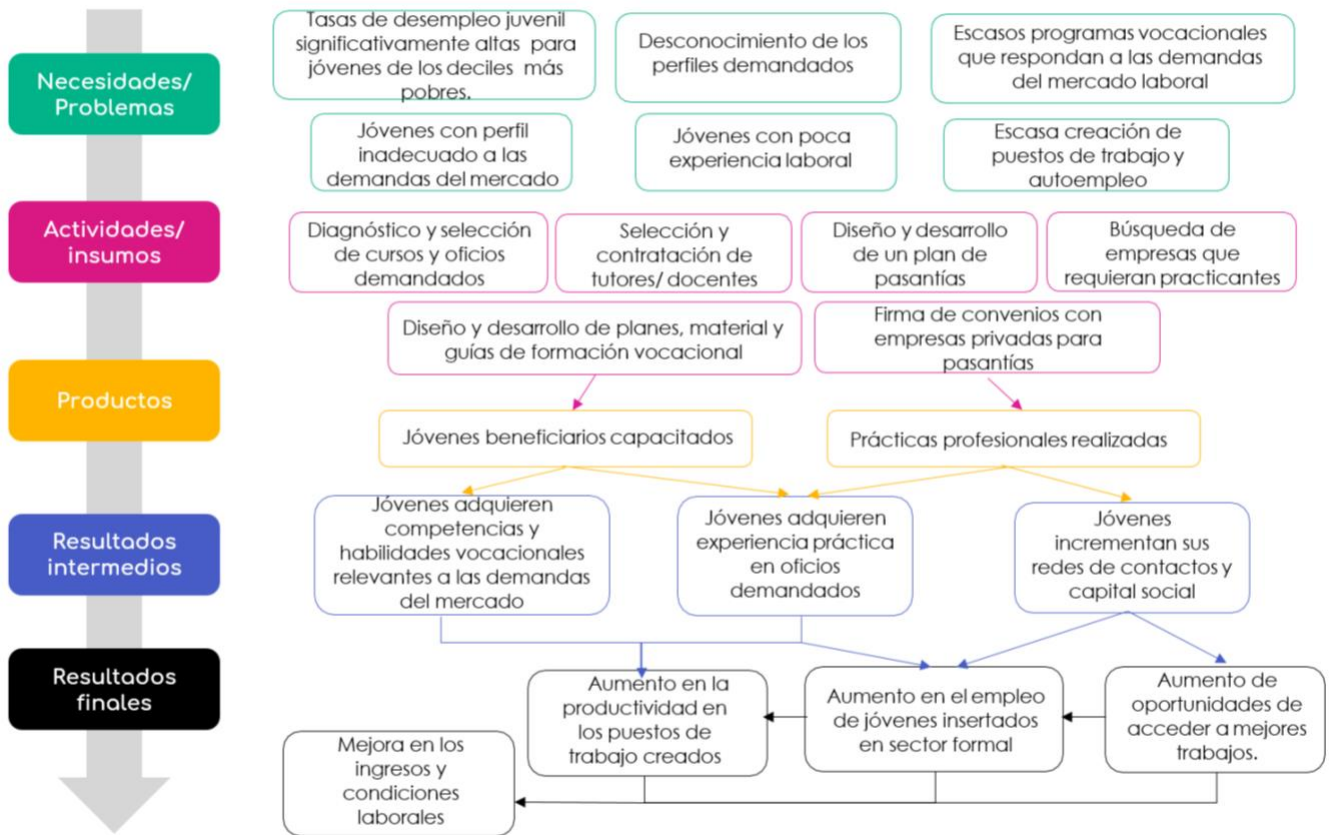 Necesidades/
Problemas
Tasas de desempleo juvenil
significativamente altas para
jóvenes de los deciles más
pobres.
Desconocimiento de los
perfiles demandados
Escasos programas vocacionales
que respondan a las demandas
del mercado laboral
Jóvenes con perfil
inadecuado a las
demandas del mercado
Jóvenes con poca
experiencia laboral
Escasa creación de
puestos de trabajo y
autoempleo
Actividades/
insumos
Diagnóstico y selección
de cursos y oficios
demandados
Selección y
contratación de
tutores/ docentes
Diseño y desarrollo
de un plan de
pasantías
Búsqueda de
empresas que
requieran practicantes
Diseño y desarrollo de planes, material y
guías de formación vocacional
Firma de convenios con
empresas privadas para
pasantías
Productos
Jóvenes beneficiarios capacitados
Prácticas profesionales realizadas
Resultados
intermedios
Jóvenes adquieren
competencias y
habilidades vocacionales
relevantes a las demandas
del mercado
Jóvenes adquieren
experiencia práctica
en oficios
demandados
Jóvenes
incrementan sus
redes de contactos y
capital social
Resultados
finales
Aumento en la
productividad en
los puestos de
trabajo creados
Aumento en el empleo
de jóvenes insertados
en sector formal
Aumento de
oportunidades de
acceder a mejores
trabajos.
Mejora en los
ingresos y
condiciones
laborales